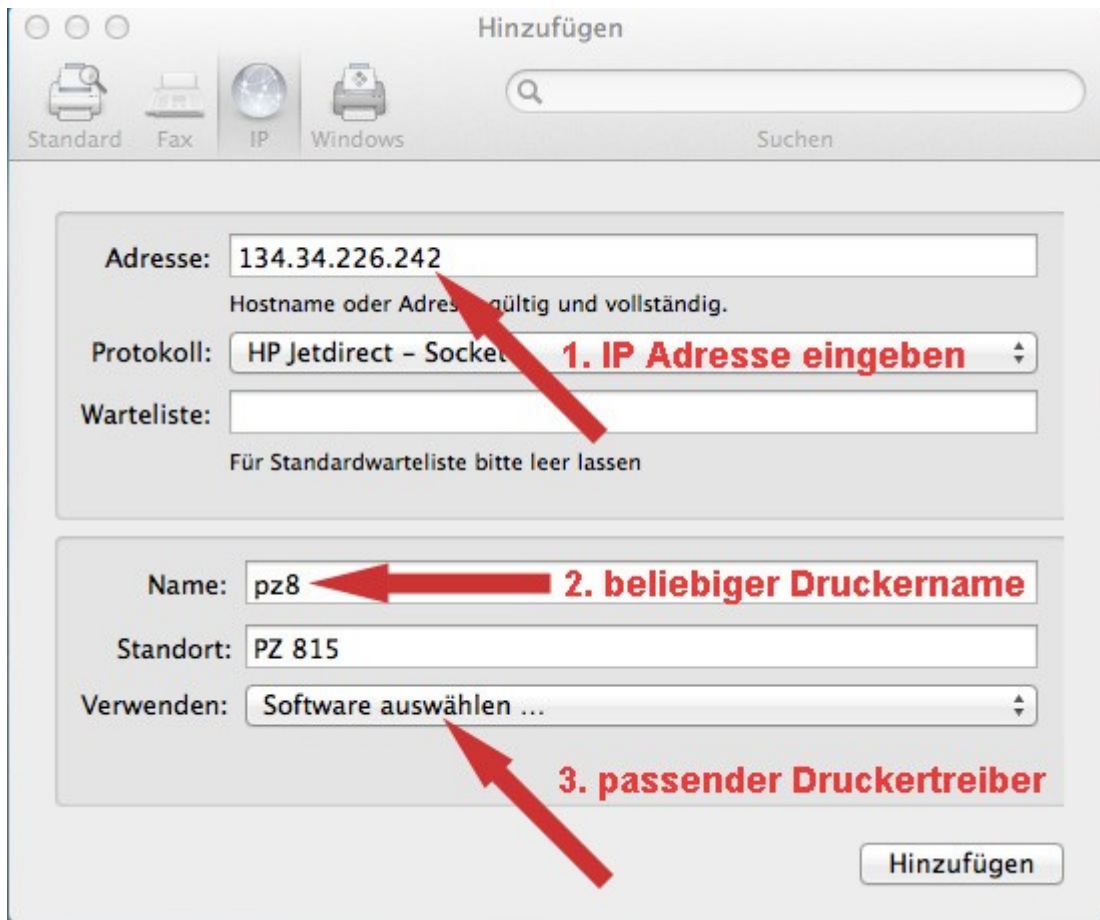 Hinzufügen
Standard Fax IP Windows
Suchen
Adresse: 134.34.226.242
Hostname oder Adresse gültig und vollständig.
Protokoll: HP Jetdirect – Socket
1. IP Adresse eingeben
Warteliste:
Für Standardwarteliste bitte leer lassen
Name: pz8
2. beliebiger Druckername
Standort: PZ 815
Verwenden: Software auswählen ...
3. passender Druckertreiber
Hinzufügen